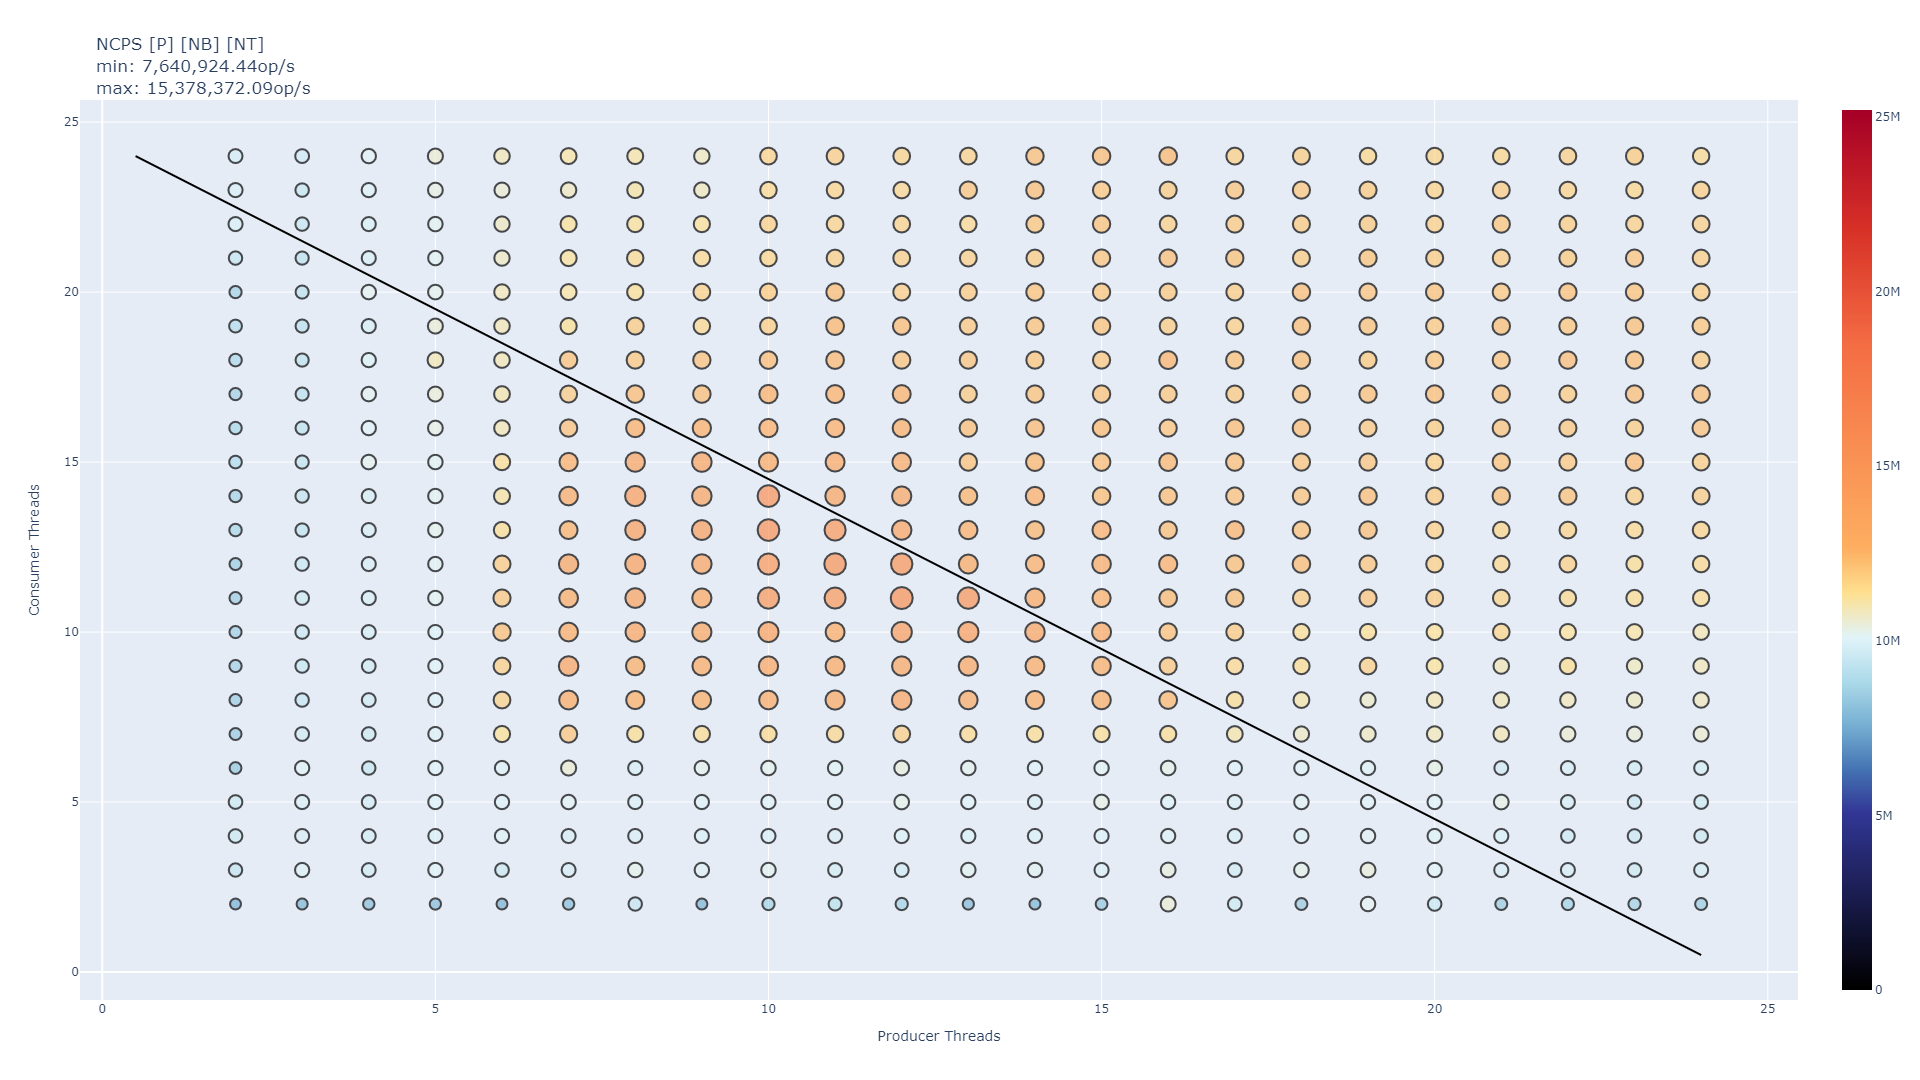 NCPS [P] [NB] [NT]
min: 7,640,924.44op/s
max: 15,378,372.09op/s
25
20
15
10
5
0
Consumer Threads
0
5
10
15
20
25
Producer Threads
25M
20M
15M
10M
5M
0